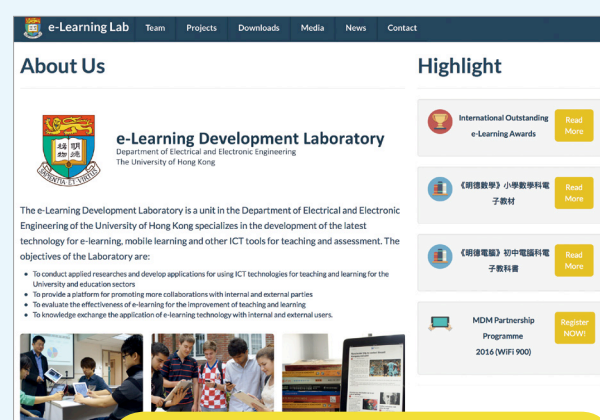 e-Learning Lab Team Projects Downloads Media News Contact
About Us
e-Learning Development Laboratory
Department of Electrical and Electronic Engineering
The University of Hong Kong
The e-Learning Development Laboratory is a unit in the Department of Electrical and Electronic
Engineering of the University of Hong Kong specializes in the development of the latest
technology for e-learning, mobile learning and other ICT tools for teaching and assessment. The
objectives of the Laboratory are:
To conduct applied researches and develop applications for using ICT technologies for teaching and learning for the
University and education sectors
To provide a platform for promoting more collaborations with internal and external parties
To evaluate the effectiveness of e-learning for the improvement of teaching and learning
To knowledge exchange the application of e-learning technology with internal and external users.
Highlight
International Outstanding
e-Learning Awards
Read
More
《明德數學》小學數學科電
子教材
Read
More
《明德電腦》初中電腦科電
子教科書
Read
More
MDM Partnership
Programme
2016 (WiFi 900)
Register
NOW!